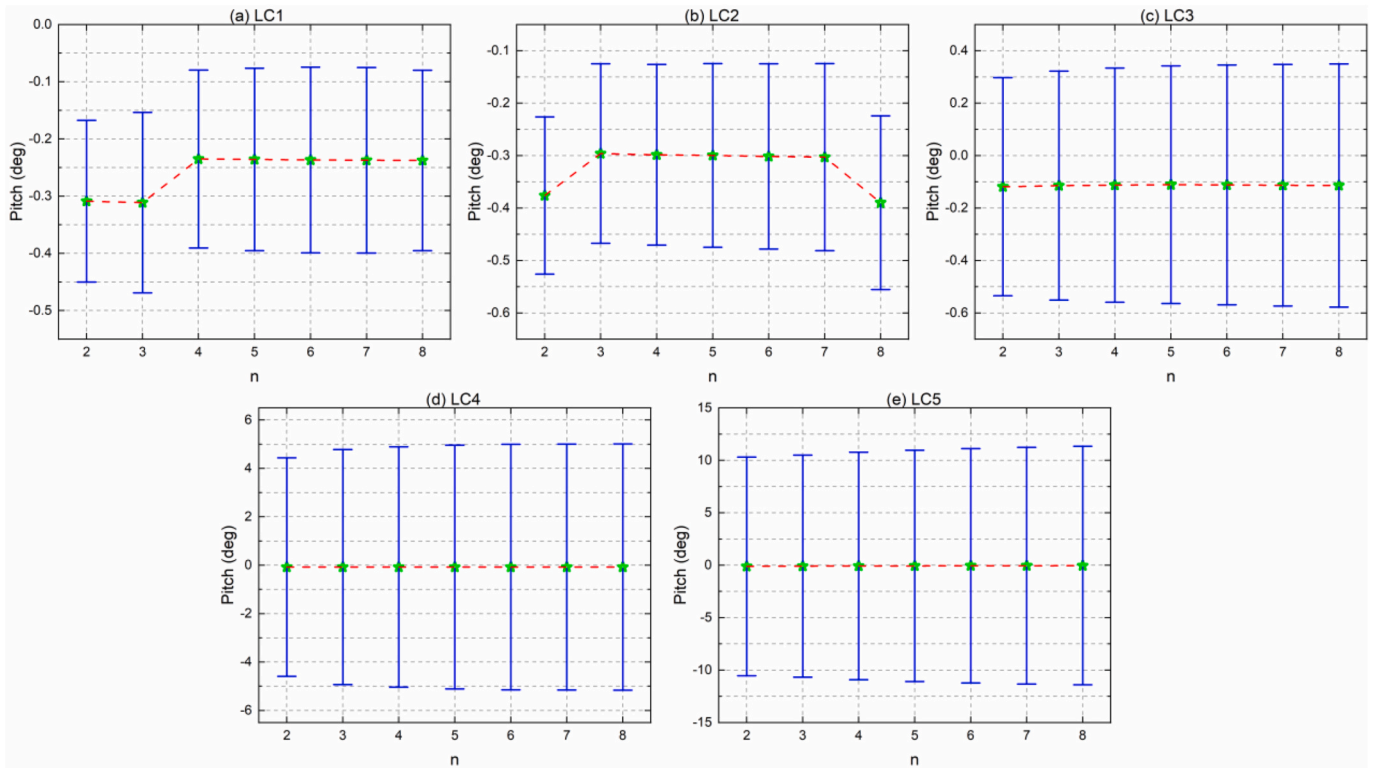 (a) LC1
0.0
-0.1
-0.2
-0.3
-0.4
-0.5
Pitch (deg)
2 3 4 5 6 7 8
n
(b) LC2
-0.1
-0.2
-0.3
-0.4
-0.5
-0.6
Pitch (deg)
2 3 4 5 6 7 8
n
(c) LC3
0.4
0.2
0.0
-0.2
-0.4
-0.6
Pitch (deg)
2 3 4 5 6 7 8
n
(d) LC4
6
4
2
0
-2
-4
-6
Pitch (deg)
2 3 4 5 6 7 8
n
(e) LC5
15
10
5
0
-5
-10
-15
Pitch (deg)
2 3 4 5 6 7 8
n